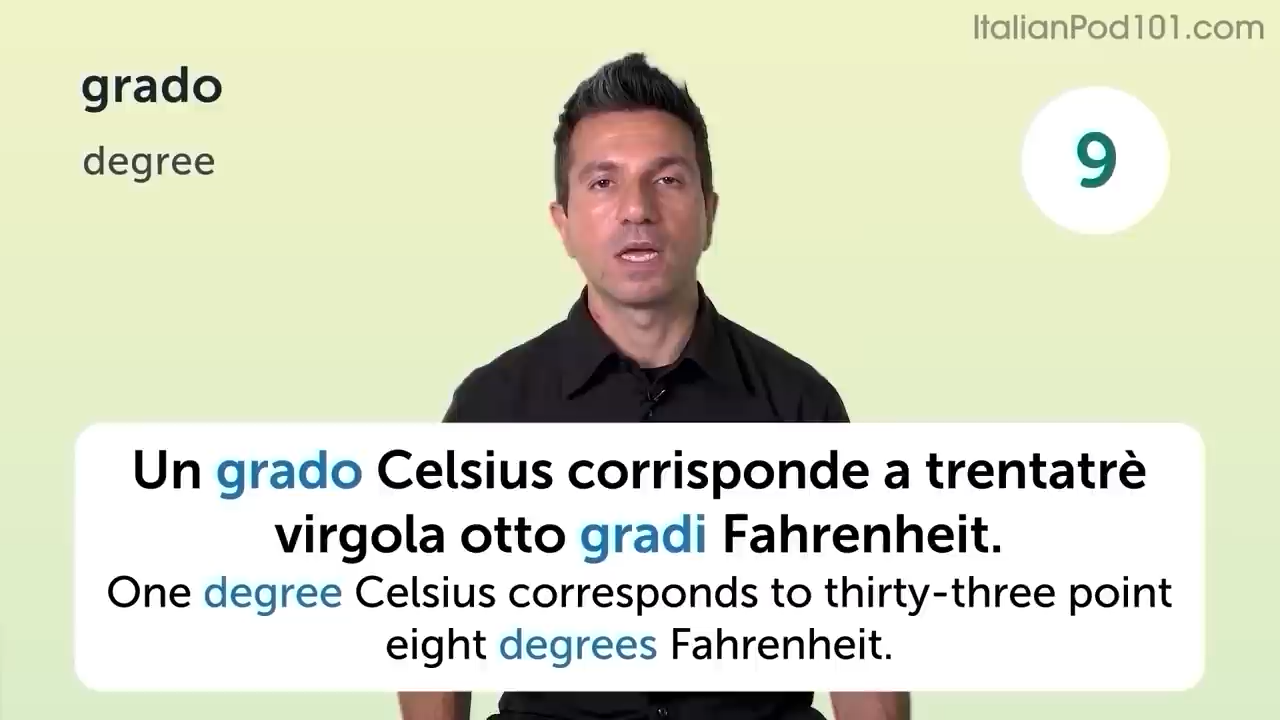 ItalianPod101.com
grado
degree
9
Un grado Celsius corrisponde a trentatrè
virgola otto gradi Fahrenheit.
One degree Celsius corresponds to thirty-three point
eight degrees Fahrenheit.